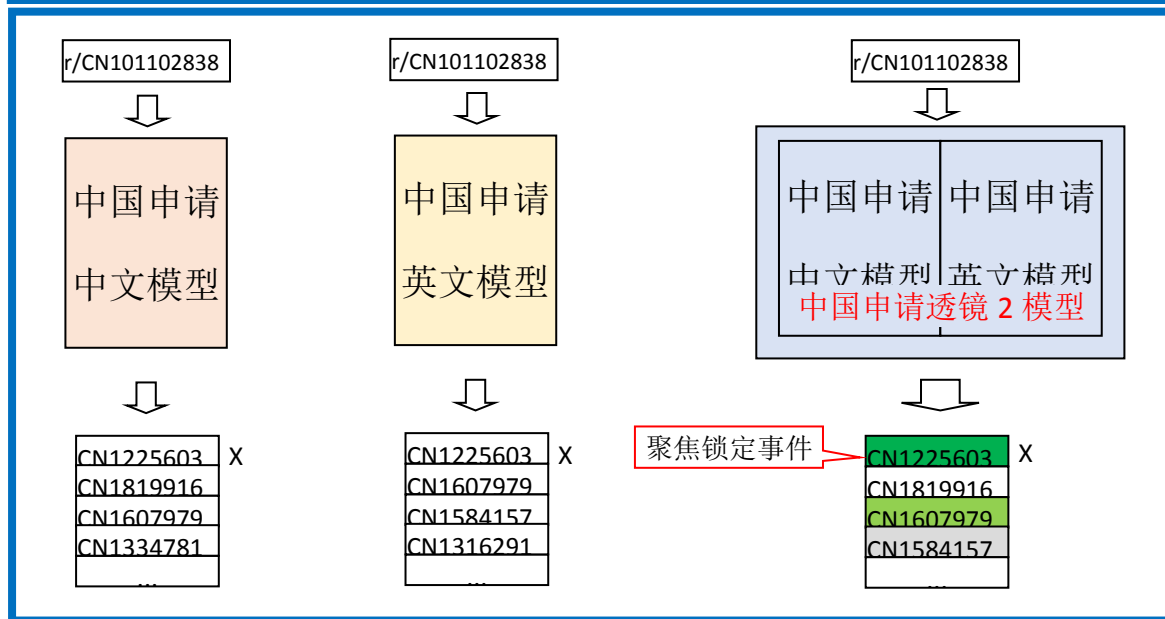 r/CN101102838
中国申请
中文模型
CN1225603 X
CN1819916
CN1607979
CN1334781
...
r/CN101102838
中国申请
英文模型
CN1225603 X
CN1607979
CN1584157
CN1316291
...
r/CN101102838
中国申请 中国申请
中文模型 英文模型
中国申请透镜 2 模型
聚焦锁定事件
CN1225603 X
CN1819916
CN1607979
CN1584157
...